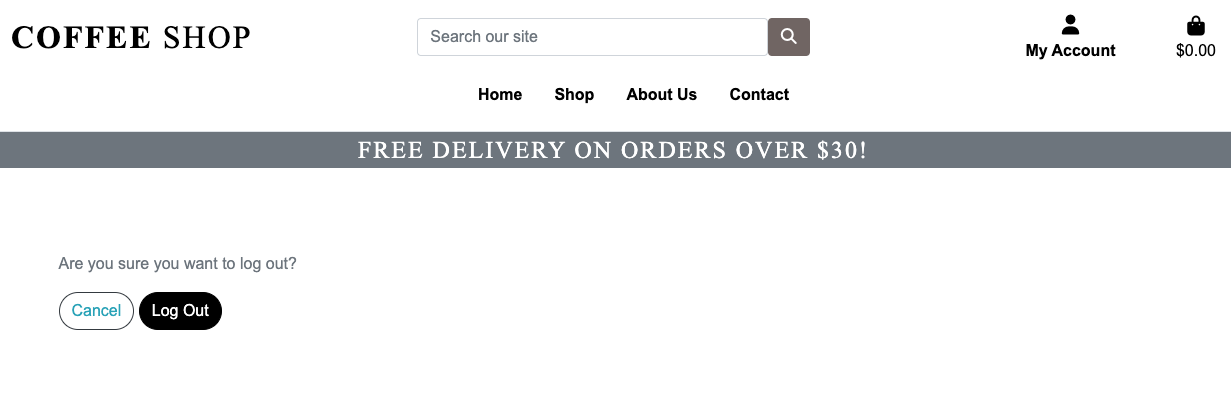 COFFEE SHOP
Search our site
My Account
$0.00
Home Shop About Us Contact
FREE DELIVERY ON ORDERS OVER $30!
Are you sure you want to log out?
Cancel Log Out